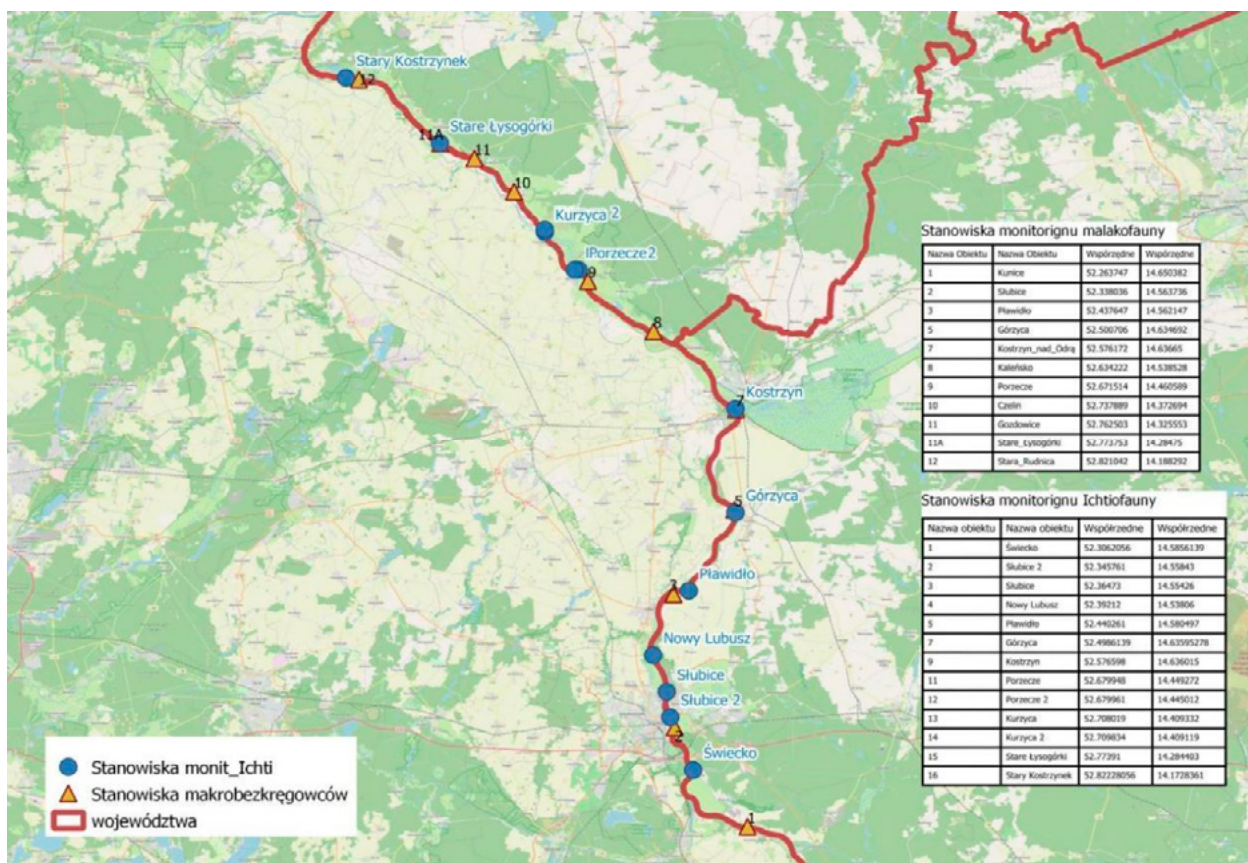 Stary Kostrzynek
12
Stare Łysogórki
11A
11
10
Kurzyca 2
IPorzecze2
9
8
Kostrzyn
7
Górzyca
5
Pławidło
3
Nowy Lubusz
Słubice
Słubice 2
2
Świecko
1
Stanowiska monitorignu malakofauny
Nazwa Obiektu Nazwa Obiektu Współrzędne Współrzędne
1 Kunice 52.263747 14.650382
2 Słubice 52.338036 14.563736
3 Pławidło 52.437647 14.562147
5 Górzyca 52.500706 14.634692
7 Kostrzyn_nad_Odrą 52.576172 14.63665
8 Kaleńsko 52.634222 14.538528
9 Porzecze 52.671514 14.460589
10 Czelin 52.737889 14.372694
11 Gozdowice 52.762503 14.325553
11A Stare_Łysogórki 52.773753 14.28475
12 Stara_Rudnica 52.821042 14.188292
Stanowiska monitorignu Ichtiofauny
Nazwa obiektu Nazwa obiektu Współrzedne Współrzedne
1 Świecko 52.3062056 14.5856139
2 Słubice 2 52.345761 14.55843
3 Słubice 52.36473 14.55426
4 Nowy Lubusz 52.39212 14.53806
5 Pławidło 52.440261 14.580497
7 Górzyca 52.4986139 14.63595278
9 Kostrzyn 52.576598 14.636015
11 Porzecze 52.679948 14.449272
12 Porzecze 2 52.679961 14.445012
13 Kurzyca 52.708019 14.409332
14 Kurzyca 2 52.709834 14.409119
15 Stare Łysogórki 52.77391 14.284403
16 Stary Kostrzynek 52.82228056 14.1728361
Stanowiska monit_Ichti
Stanowiska makrobezkręgowców
województwa